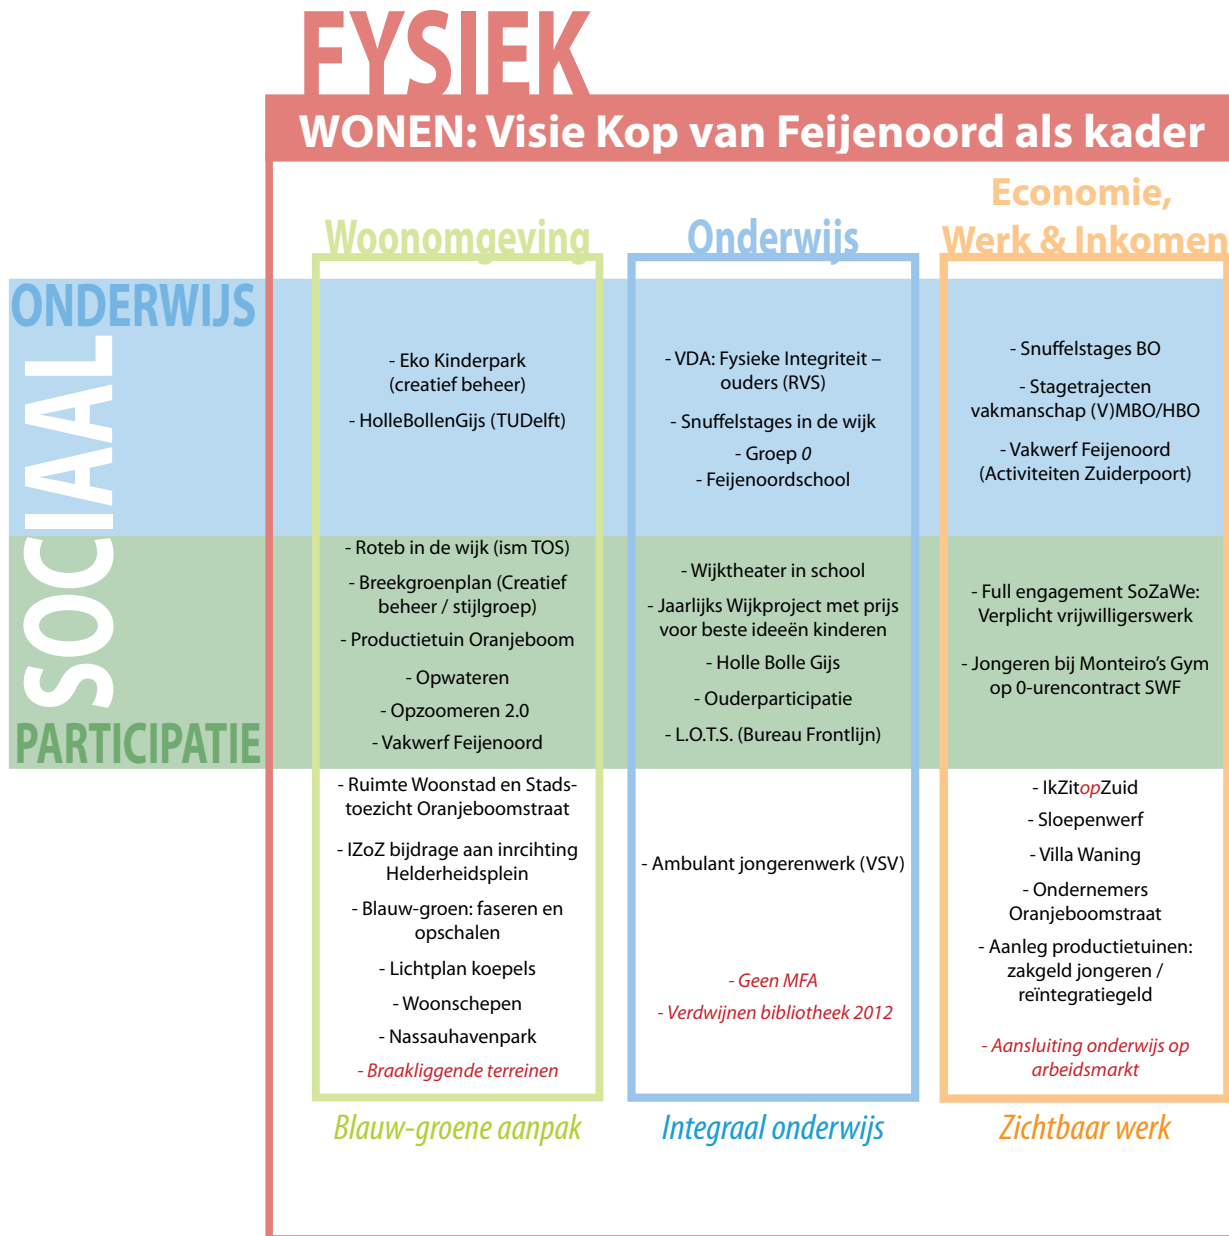 FYSIEK
WONEN: Visie Kop van Feijenoord als kader
Woonomgeving
Onderwijs
Economie,
Werk & Inkomen
ONDERWIJS
SOCIAAL
PARTICIPATIE
- Eko Kinderpark
(creatief beheer)
- HolleBollenGijs (TUDelft)
- VDA: Fysieke Integriteit –
ouders (RVS)
- Snuffelstages in de wijk
- Groep 0
- Feijenoordschool
- Snuffelstages BO
- Stagetrajecten
vakmanschap (V)MBO/HBO
- Vakwerf Feijenoord
(Activiteiten Zuiderpoort)
- Roteb in de wijk (ism TOS)
- Breekgroenplan (Creatief
beheer / stijlgroep)
- Productietuin Oranjeboom
- Opwateren
- Opzoomeren 2.0
- Vakwerf Feijenoord
- Wijktheater in school
- Jaarlijks Wijkproject met prijs
voor beste ideeën kinderen
- Holle Bolle Gijs
- Ouderparticipatie
- L.O.T.S. (Bureau Frontlijn)
- Full engagement SoZaWe:
Verplicht vrijwilligerswerk
- Jongeren bij Monteiro's Gym
op 0-urencontract SWF
- Ruimte Woonstad en Stads-
toezicht Oranjeboomstraat
- IZoZ bijdrage aan inrcihting
Helderheidsplein
- Blauw-groen: faseren en
opschalen
- Lichtplan koepels
- Woonschepen
- Nassauhavenpark
- Braakliggende terreinen
- Ambulant jongerenwerk (VSV)
- Geen MFA
- Verdwijnen bibliotheek 2012
- IkZitopZuid
- Sloepenwerf
- Villa Waning
- Ondernemers
Oranjeboomstraat
- Aanleg productietuinen:
zakgeld jongeren /
reïntegratiegeld
- Aansluiting onderwijs op
arbeidsmarkt
Blauw-groene aanpak
Integraal onderwijs
Zichtbaar werk